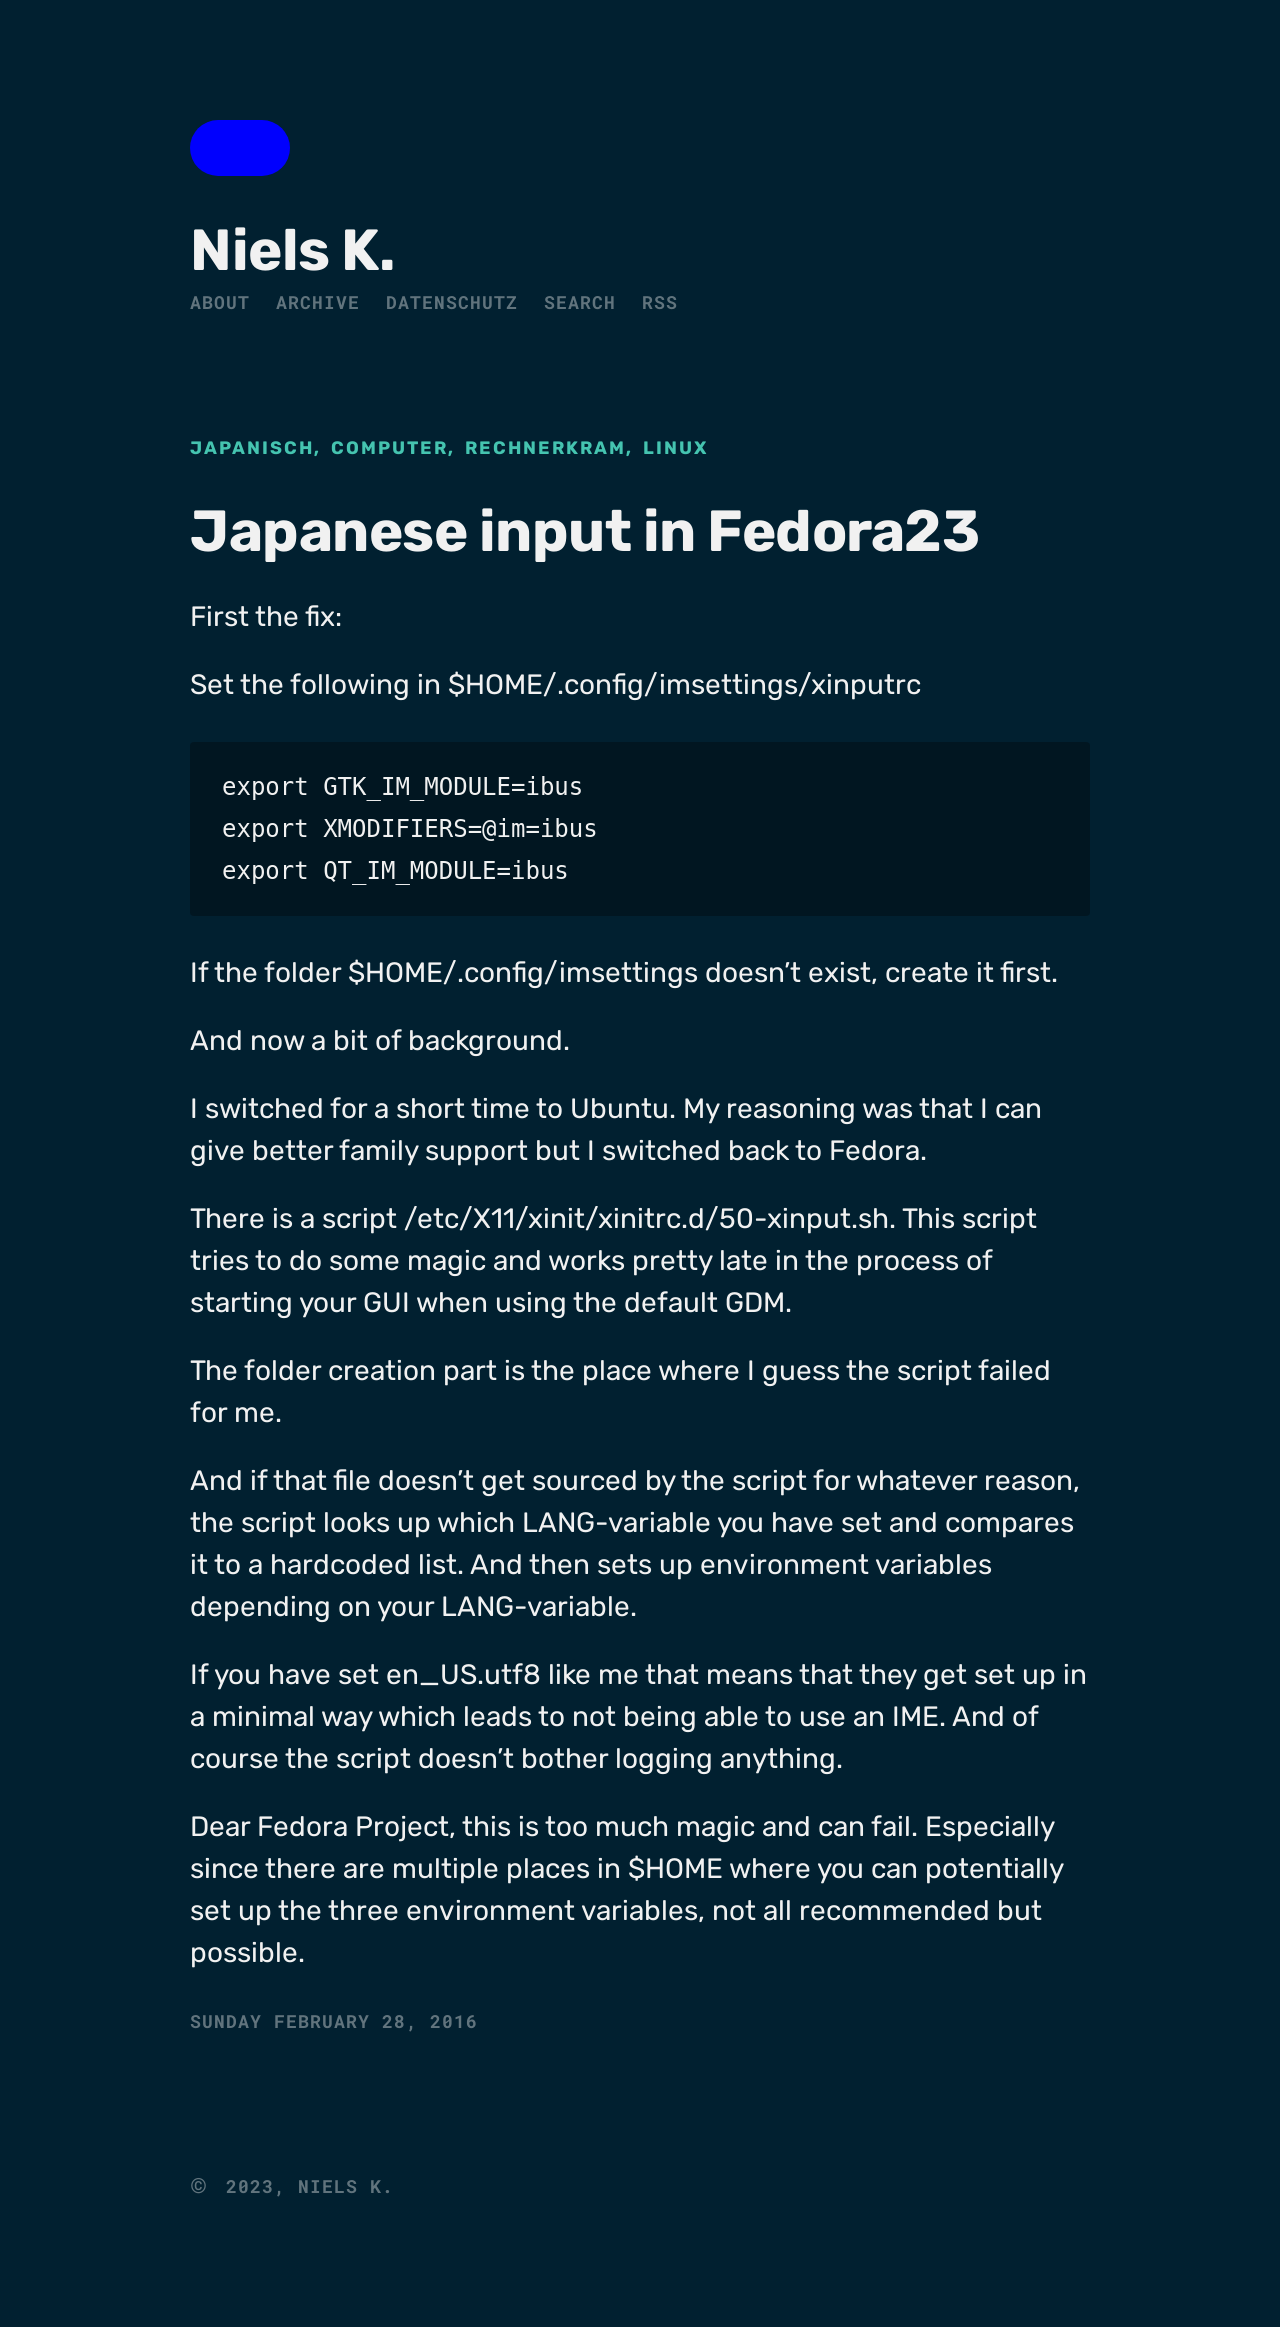 Niels K.
ABOUT ARCHIVE DATENSCHUTZ SEARCH RSS
JAPANISCH, COMPUTER, RECHNERKRAM, LINUX
Japanese input in Fedora23
First the fix:
Set the following in $HOME/.config/imsettings/xinputrc
export GTK_IM_MODULE=ibus
export XMODIFIERS=@im=ibus
export QT_IM_MODULE=ibus
If the folder $HOME/.config/imsettings doesn’t exist, create it first.
And now a bit of background.
I switched for a short time to Ubuntu. My reasoning was that I can
give better family support but I switched back to Fedora.
There is a script /etc/X11/xinit/xinitrc.d/50-xinput.sh. This script
tries to do some magic and works pretty late in the process of
starting your GUI when using the default GDM.
The folder creation part is the place where I guess the script failed
for me.
And if that file doesn’t get sourced by the script for whatever reason,
the script looks up which LANG-variable you have set and compares
it to a hardcoded list. And then sets up environment variables
depending on your LANG-variable.
If you have set en_US.utf8 like me that means that they get set up in
a minimal way which leads to not being able to use an IME. And of
course the script doesn’t bother logging anything.
Dear Fedora Project, this is too much magic and can fail. Especially
since there are multiple places in $HOME where you can potentially
set up the three environment variables, not all recommended but
possible.
SUNDAY FEBRUARY 28, 2016
© 2023, NIELS K.